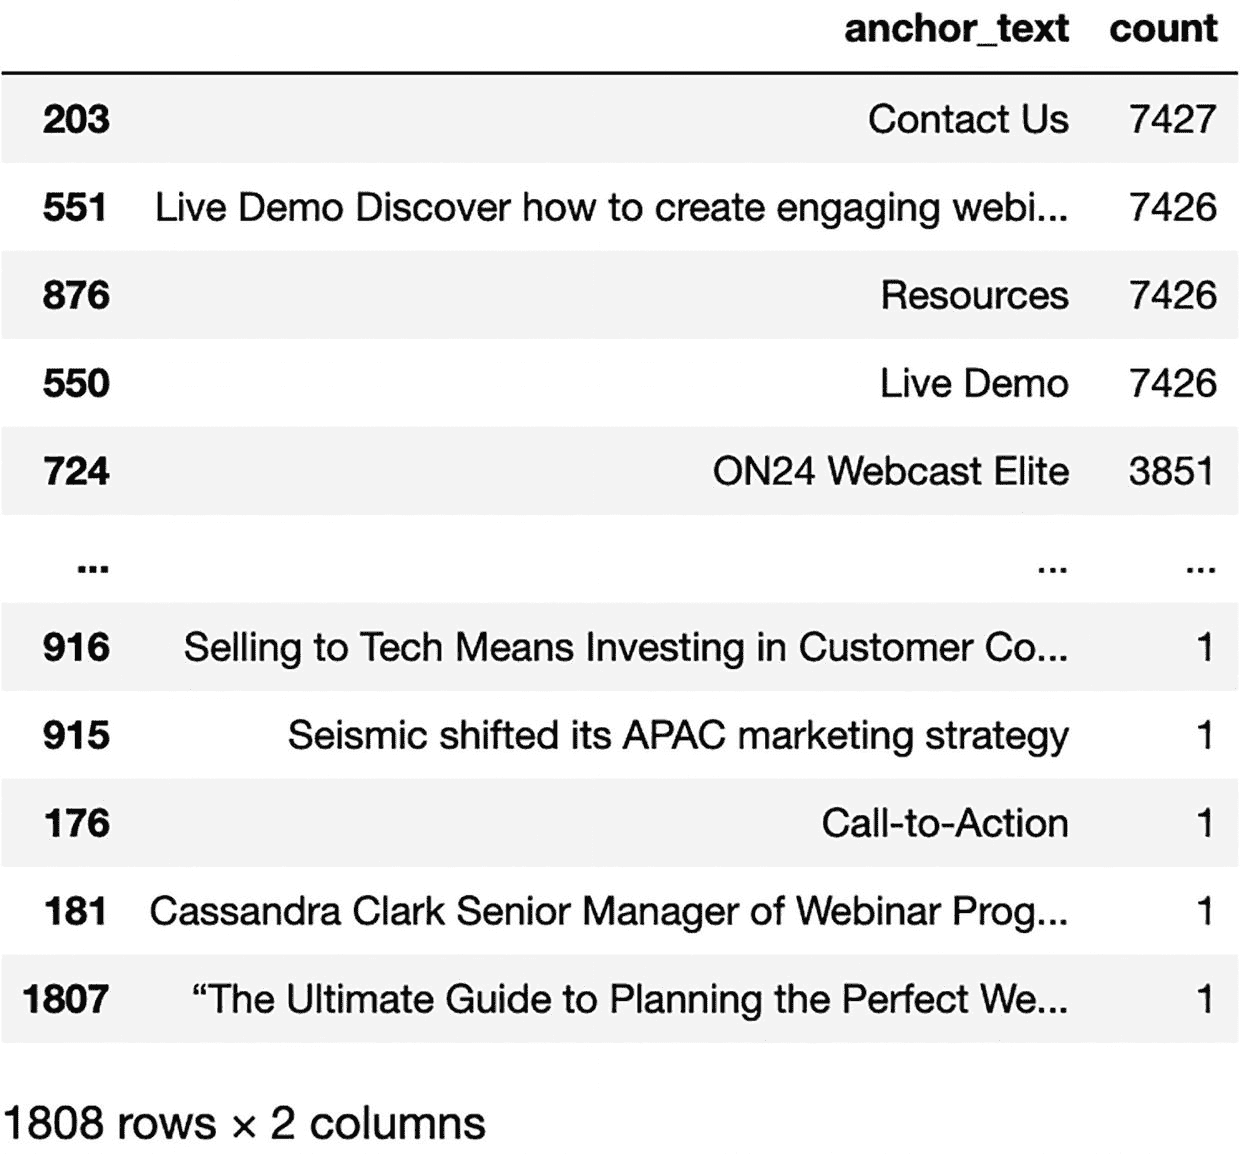 anchor_text count
203 Contact Us 7427
551 Live Demo Discover how to create engaging webi... 7426
876 Resources 7426
550 Live Demo 7426
724 ON24 Webcast Elite 3851
... ... ...
916 Selling to Tech Means Investing in Customer Co... 1
915 Seismic shifted its APAC marketing strategy 1
176 Call-to-Action 1
181 Cassandra Clark Senior Manager of Webinar Prog... 1
1807 “The Ultimate Guide to Planning the Perfect We... 1
1808 rows × 2 columns